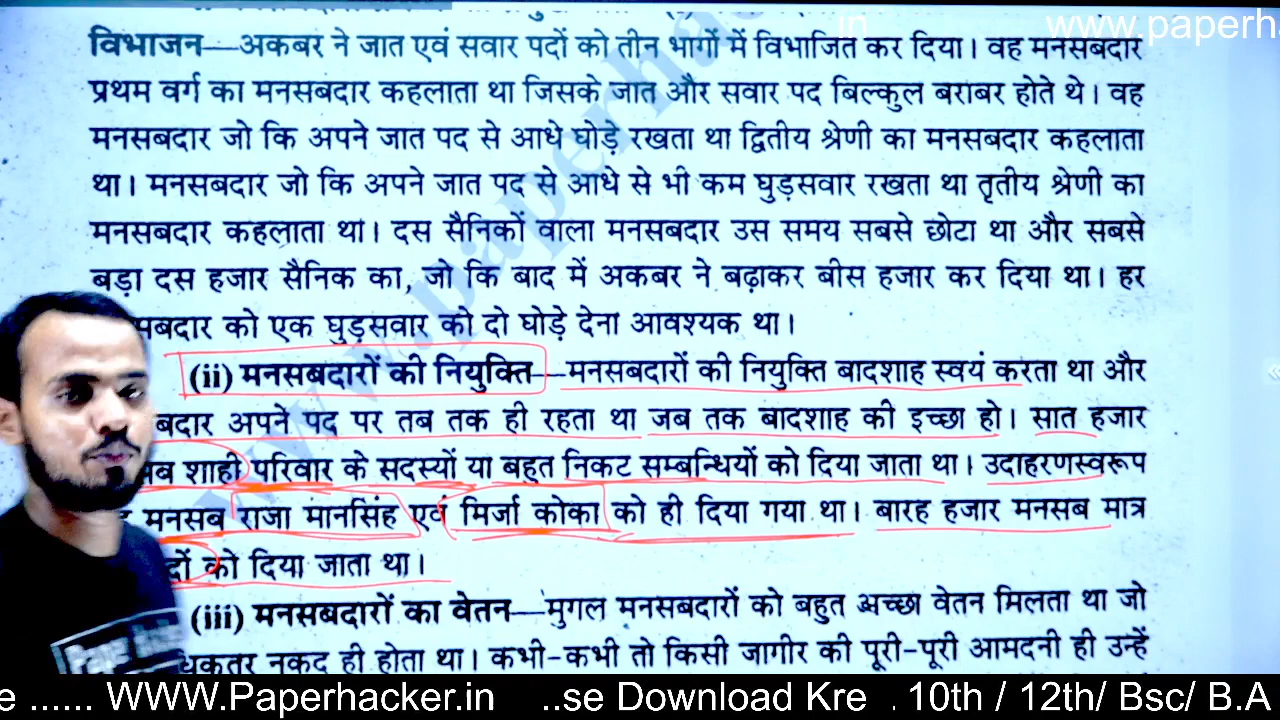 in www.paperha
विभाजन—अकबर ने जात एवं सवार पदों को तीन भागों में विभाजित कर दिया। वह मनसबदार
प्रथम वर्ग का मनसबदार कहलाता था जिसके जात और सवार पद बिल्कुल बराबर होते थे। वह
मनसबदार जो कि अपने जात पद से आधे घोड़े रखता था द्वितीय श्रेणी का मनसबदार कहलाता
था। मनसबदार जो कि अपने जात पद से आधे से भी कम घुड़सवार रखता था तृतीय श्रेणी का
मनसबदार कहलाता था। दस सैनिकों वाला मनसबदार उस समय सबसे छोटा था और सबसे
बड़ा दस हजार सैनिक का, जो कि बाद में अकबर ने बढ़ाकर बीस हजार कर दिया था। हर
सबदार को एक घुड़सवार को दो घोड़े देना आवश्यक था।
(ii) मनसबदारों की नियुक्ति—मनसबदारों की नियुक्ति बादशाह स्वयं करता था और
बदार अपने पद पर तब तक ही रहता था जब तक बादशाह की इच्छा हो। सात हजार
सब शाही परिवार के सदस्यों या बहुत निकट सम्बन्धियों को दिया जाता था। उदाहरणस्वरूप
मनसब राजा मानसिंह एवं मिर्जा कोका को ही दिया गया था। बारह हजार मनसब मात्र
दों को दिया जाता था।
(iii) मनसबदारों का वेतन—मुगल मनसबदारों को बहुत अच्छा वेतन मिलता था जो
धिकतर नकद ही होता था। कभी-कभी तो किसी जागीर की पूरी-पूरी आमदनी ही उन्हें
www.paperha
e ...... WWW.Paperhacker.in ..se Download Kre . 10th / 12th/ Bsc/ B.A